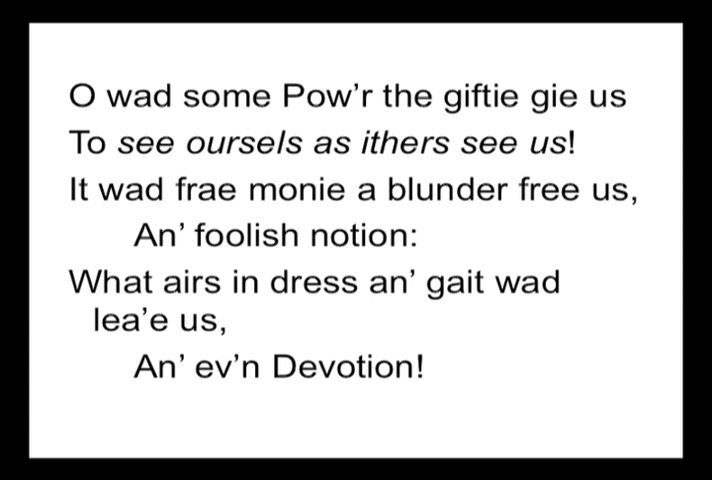 O wad some Pow’r the giftie gie us
To see oursels as ithers see us!
It wad frae monie a blunder free us,
An’ foolish notion:
What airs in dress an’ gait wad
lea’e us,
An’ ev’n Devotion!